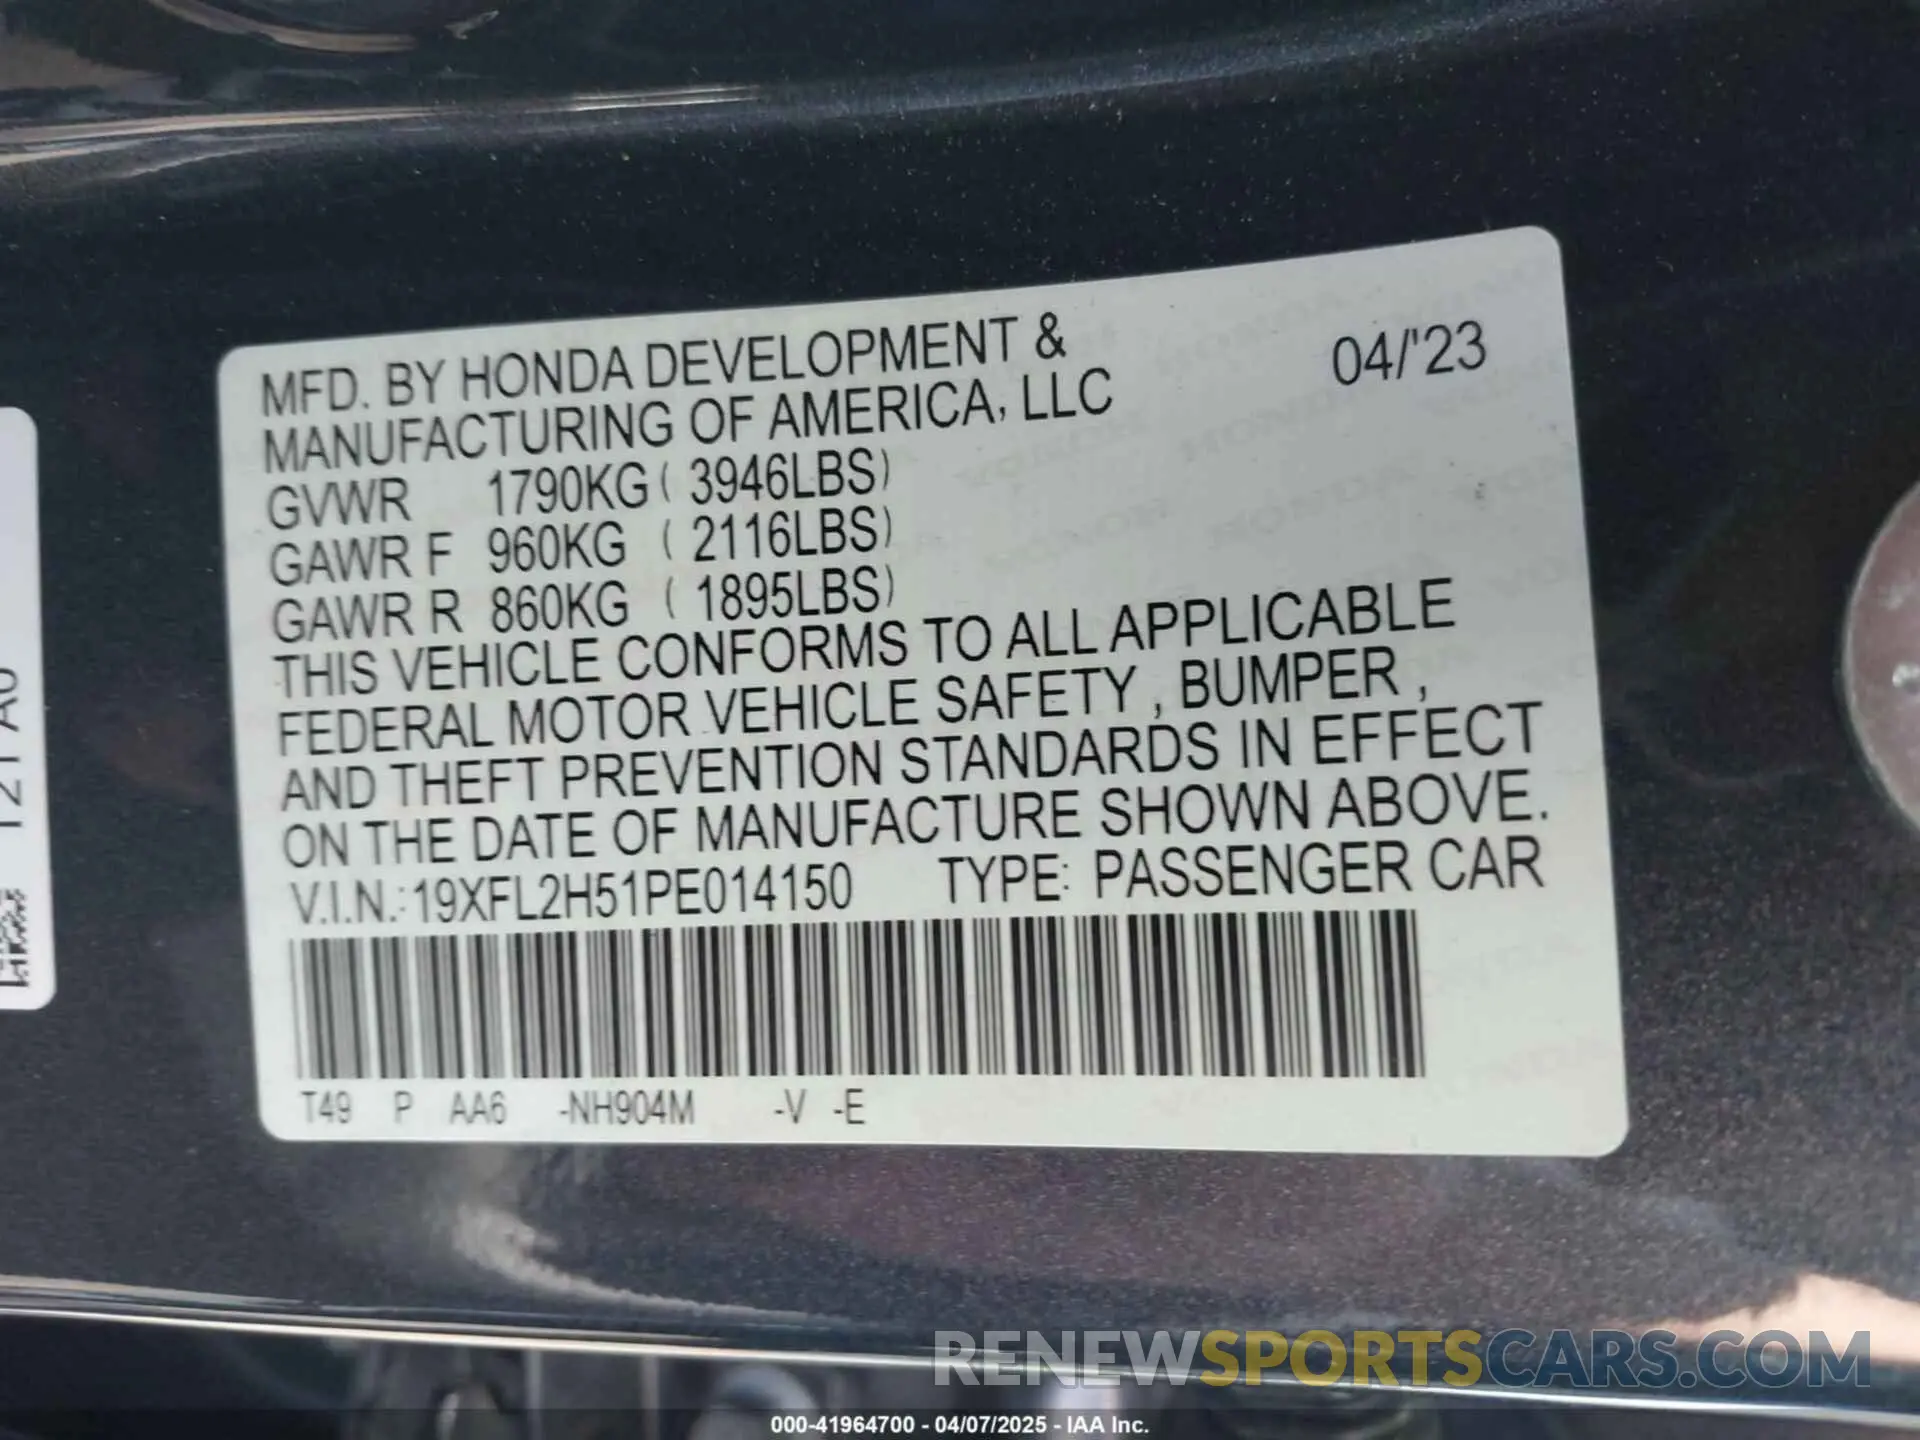 MFD. BY HONDA DEVELOPMENT &
MANUFACTURING OF AMERICA, LLC
04/'23
GVWR 1790KG ( 3946LBS)
GAWR F 960KG ( 2116LBS)
GAWR R 860KG ( 1895LBS)
THIS VEHICLE CONFORMS TO ALL APPLICABLE
FEDERAL MOTOR VEHICLE SAFETY , BUMPER ,
AND THEFT PREVENTION STANDARDS IN EFFECT
ON THE DATE OF MANUFACTURE SHOWN ABOVE.
V.I.N.: 19XFL2H51PE014150 TYPE: PASSENGER CAR
T49 P AA6 -NH904M -V -E
RENEWSPORTSCARS.COM
000-41964700 - 04/07/2025 - IAA Inc.